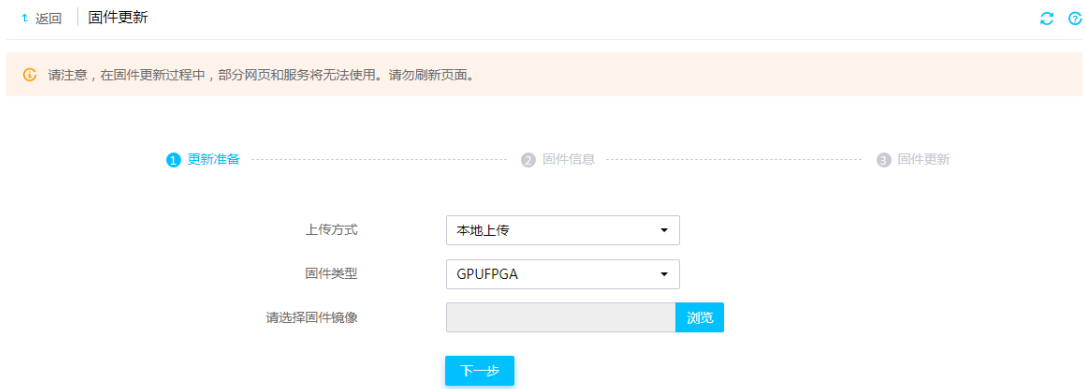 返回 固件更新
请注意，在固件更新过程中，部分网页和服务将无法使用。请勿刷新页面。
1 更新准备 2 固件信息 3 固件更新
上传方式 本地上传
固件类型 GPUFPGA
请选择固件镜像 浏览
下一步